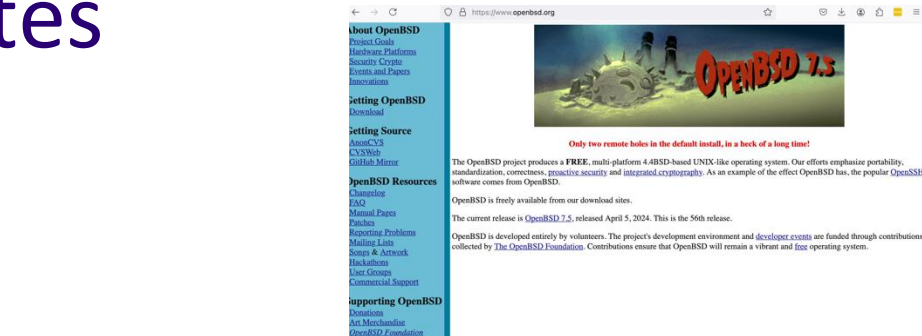 tes
https://www.openbsd.org
About OpenBSD
Project Goals
Hardware Platforms
Security Crypto
Events and Papers
Innovations
Getting OpenBSD
Download
Getting Source
AnonCVS
CVSWeb
GitHub Mirror
OpenBSD Resources
Changelog
FAQ
Manual Pages
Patches
Reporting Problems
Mailing Lists
Songs & Artwork
Hackathons
User Groups
Commercial Support
Supporting OpenBSD
Donations
Art Merchandise
OpenBSD Foundation
OPENBSD 7.5
Only two remote holes in the default install, in a heck of a long time!
The OpenBSD project produces a FREE, multi-platform 4.4BSD-based UNIX-like operating system. Our efforts emphasize portability,
standardization, correctness, proactive security and integrated cryptography. As an example of the effect OpenBSD has, the popular OpenSSH
software comes from OpenBSD.
OpenBSD is freely available from our download sites.
The current release is OpenBSD 7.5, released April 5, 2024. This is the 56th release.
OpenBSD is developed entirely by volunteers. The project's development environment and developer events are funded through contributions
collected by The OpenBSD Foundation. Contributions ensure that OpenBSD will remain a vibrant and free operating system.